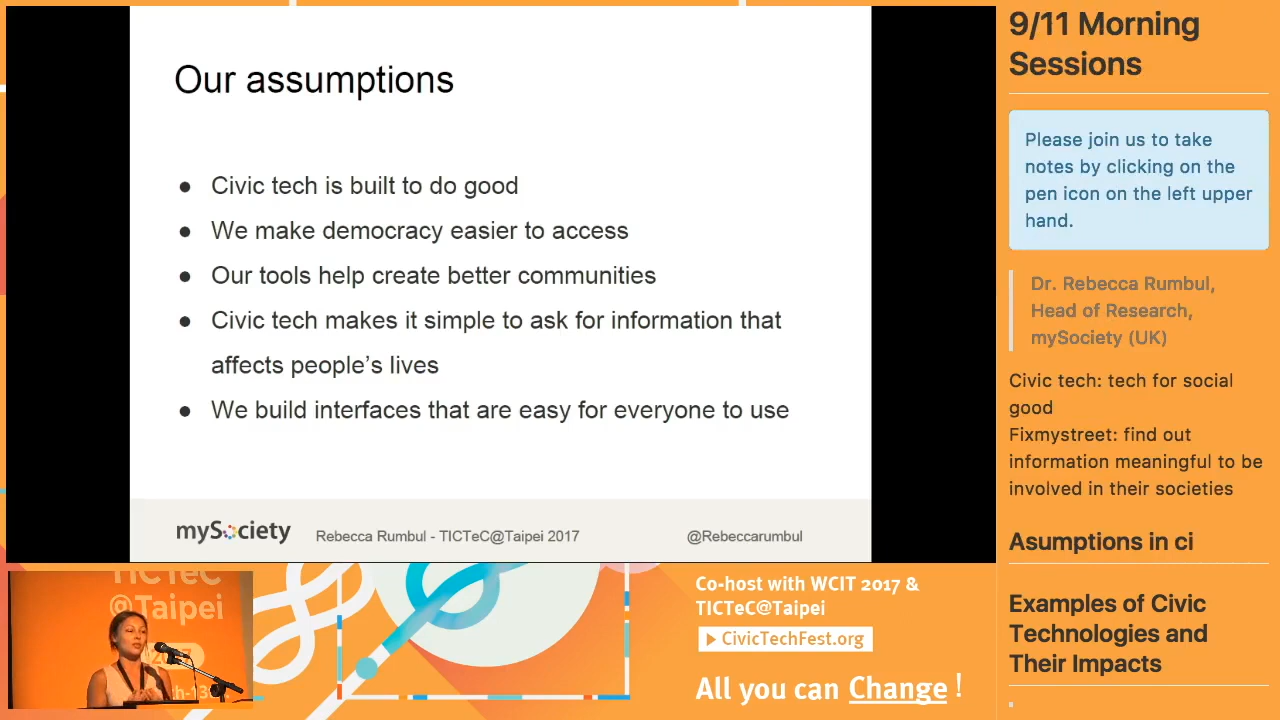 Our assumptions
● Civic tech is built to do good
● We make democracy easier to access
● Our tools help create better communities
● Civic tech makes it simple to ask for information that
affects people's lives
● We build interfaces that are easy for everyone to use
mySociety
Rebecca Rumbul - TICTeC@Taipei 2017
@Rebeccarumbul
9/11 Morning
Sessions
Please join us to take
notes by clicking on the
pen icon on the left upper
hand.
Dr. Rebecca Rumbul,
Head of Research,
mySociety (UK)
Civic tech: tech for social
good
Fixmystreet: find out
information meaningful to be
involved in their societies
Asumptions in ci
Examples of Civic
Technologies and
Their Impacts
TICTeC
@Taipei
Co-host with WCIT 2017 &
TICTeC@Taipei
CivicTechFest.org
All you can Change !